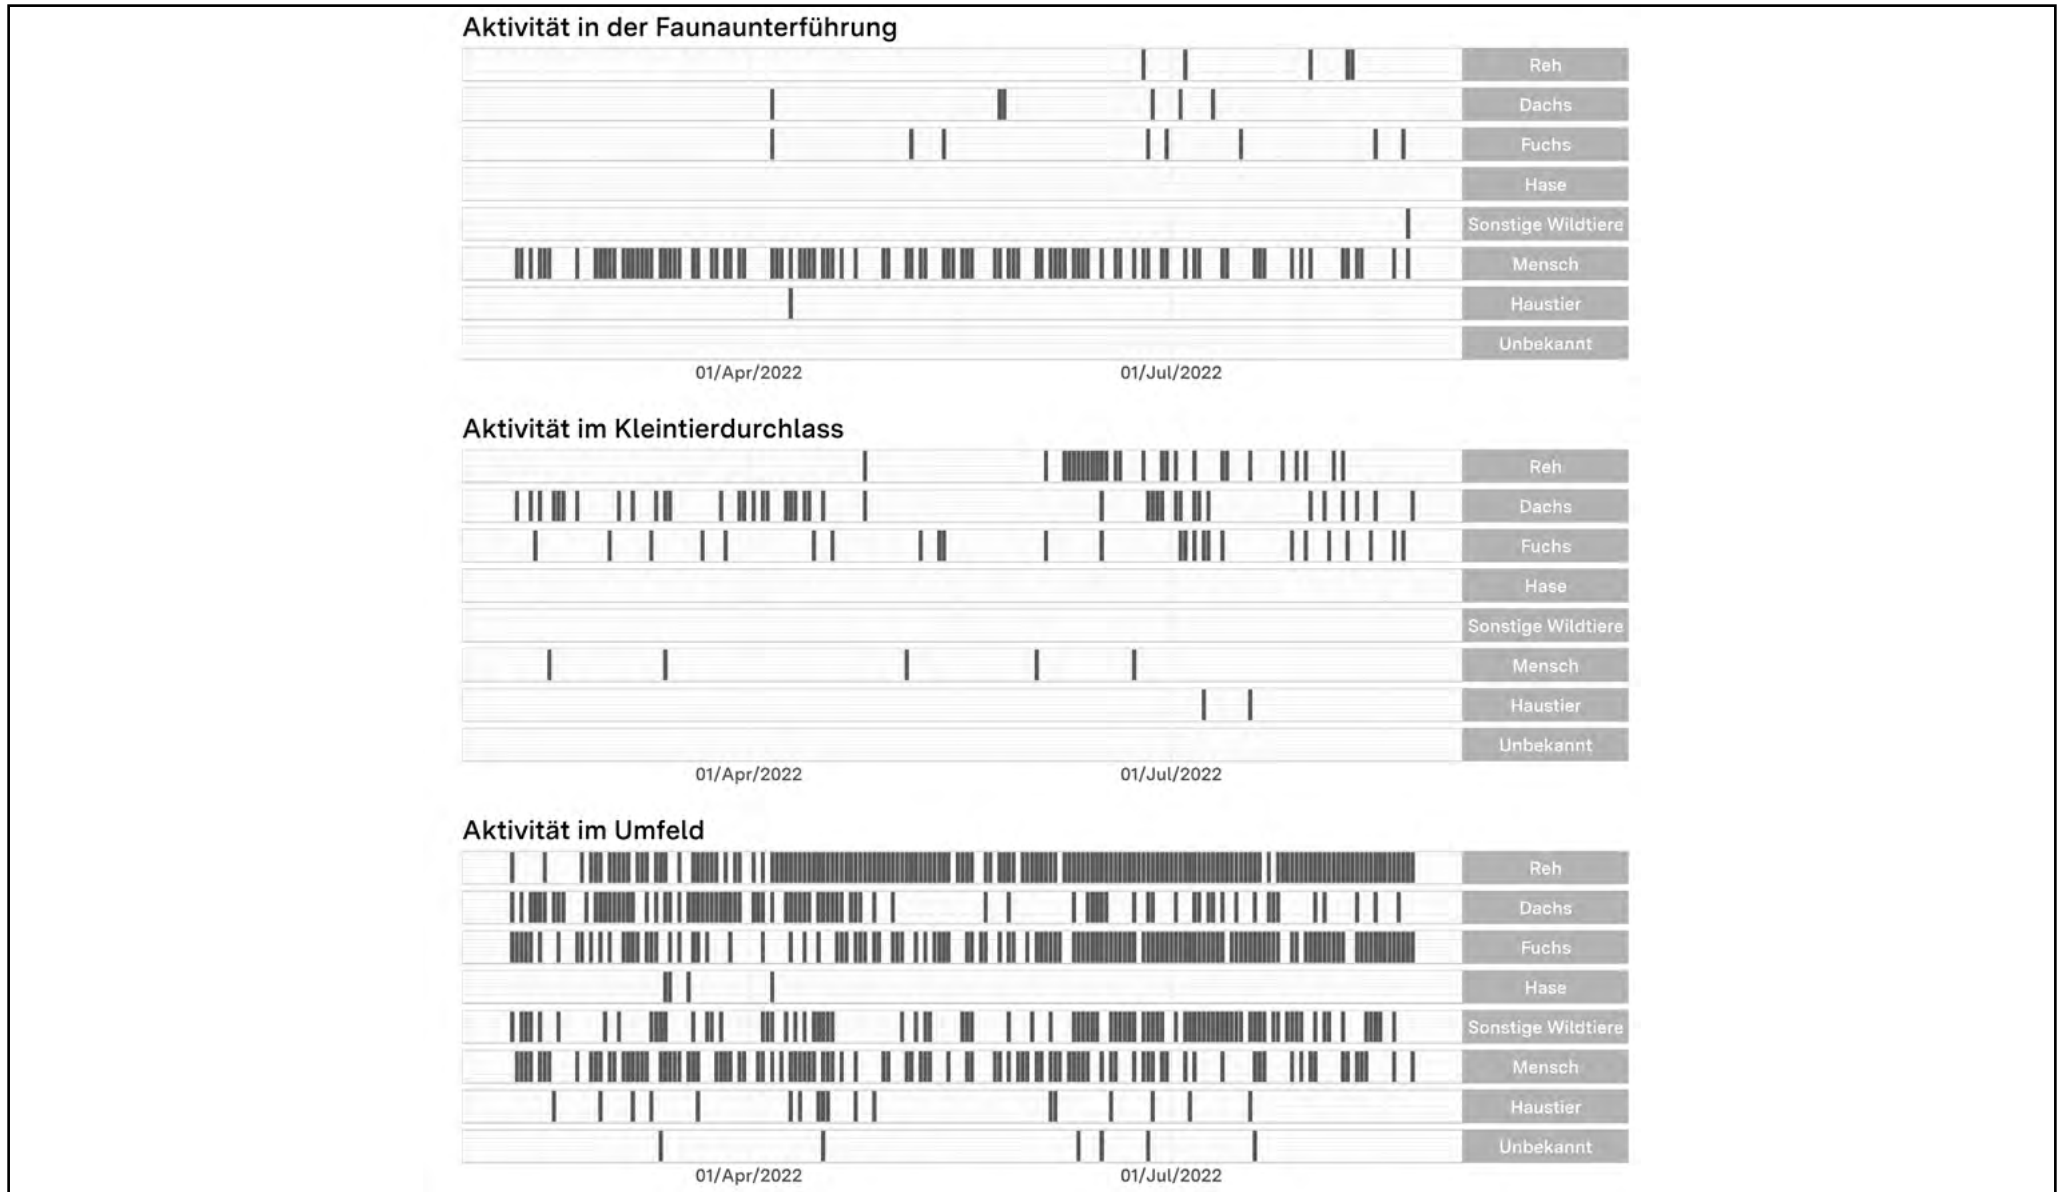 Aktivität in der Faunaunterführung
Reh
Dachs
Fuchs
Hase
Sonstige Wildtiere
Mensch
Haustier
Unbekannt
01/Apr/2022 01/Jul/2022
Aktivität im Kleintierdurchlass
Reh
Dachs
Fuchs
Hase
Sonstige Wildtiere
Mensch
Haustier
Unbekannt
01/Apr/2022 01/Jul/2022
Aktivität im Umfeld
Reh
Dachs
Fuchs
Hase
Sonstige Wildtiere
Mensch
Haustier
Unbekannt
01/Apr/2022 01/Jul/2022